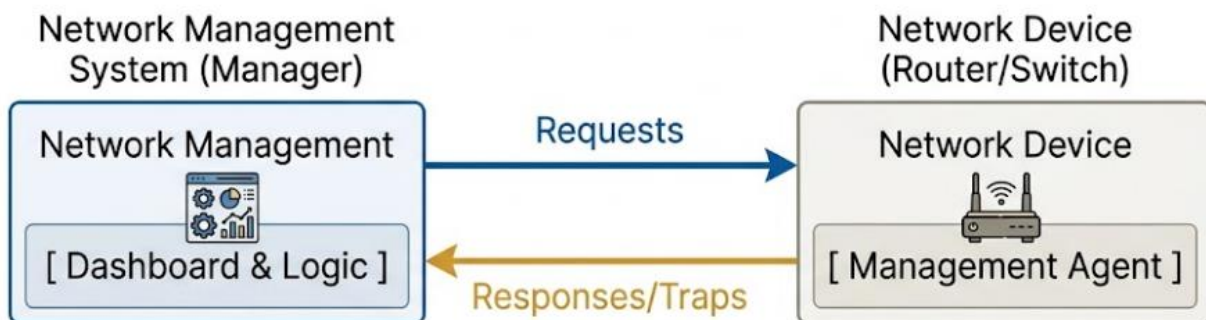 Network Management
System (Manager)
Network Management
[ Dashboard & Logic ]
Requests
Responses/Traps
Network Device
(Router/Switch)
Network Device
[ Management Agent ]